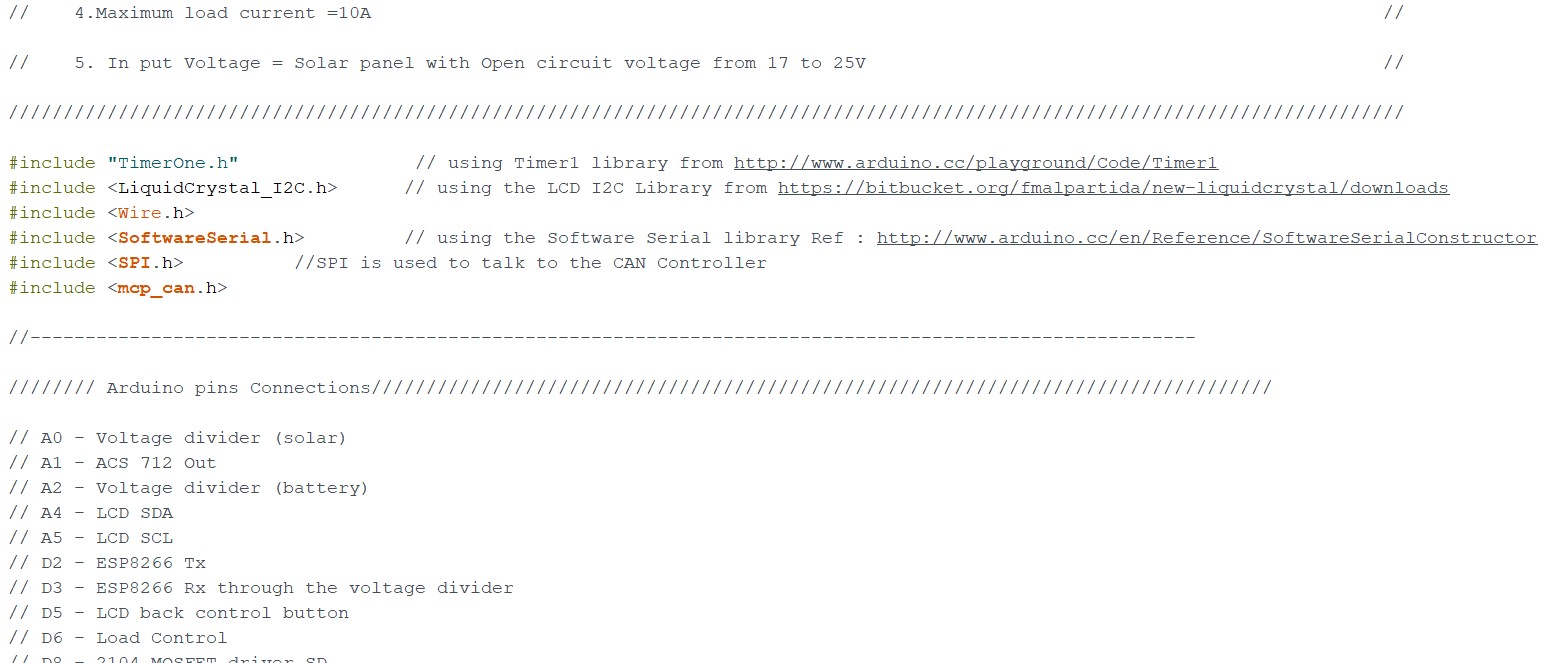 // 4.Maximum load current =10A //
// 5. In put Voltage = Solar panel with Open circuit voltage from 17 to 25V //
///////////////////////////////////////////////////////////////////////////////////////////////////////////////////////////////
#include "TimerOne.h" // using Timer1 library from http://www.arduino.cc/playground/Code/Timer1
#include <LiquidCrystal_I2C.h> // using the LCD I2C Library from https://bitbucket.org/fmalpartida/new-liquidcrystal/downloads
#include <Wire.h>
#include <SoftwareSerial.h> // using the Software Serial library Ref : http://www.arduino.cc/en/Reference/SoftwareSerialConstructor
#include <SPI.h> //SPI is used to talk to the CAN Controller
#include <mcp_can.h>
//----------------------------------------------------------------------------------------------------------
//////// Arduino pins Connections//////////////////////////////////////////////////////////////////////////////////
// A0 - Voltage divider (solar)
// A1 - ACS 712 Out
// A2 - Voltage divider (battery)
// A4 - LCD SDA
// A5 - LCD SCL
// D2 - ESP8266 Tx
// D3 - ESP8266 Rx through the voltage divider
// D5 - LCD back control button
// D6 - Load Control
// D8 - 2104 MOSFET driver SD